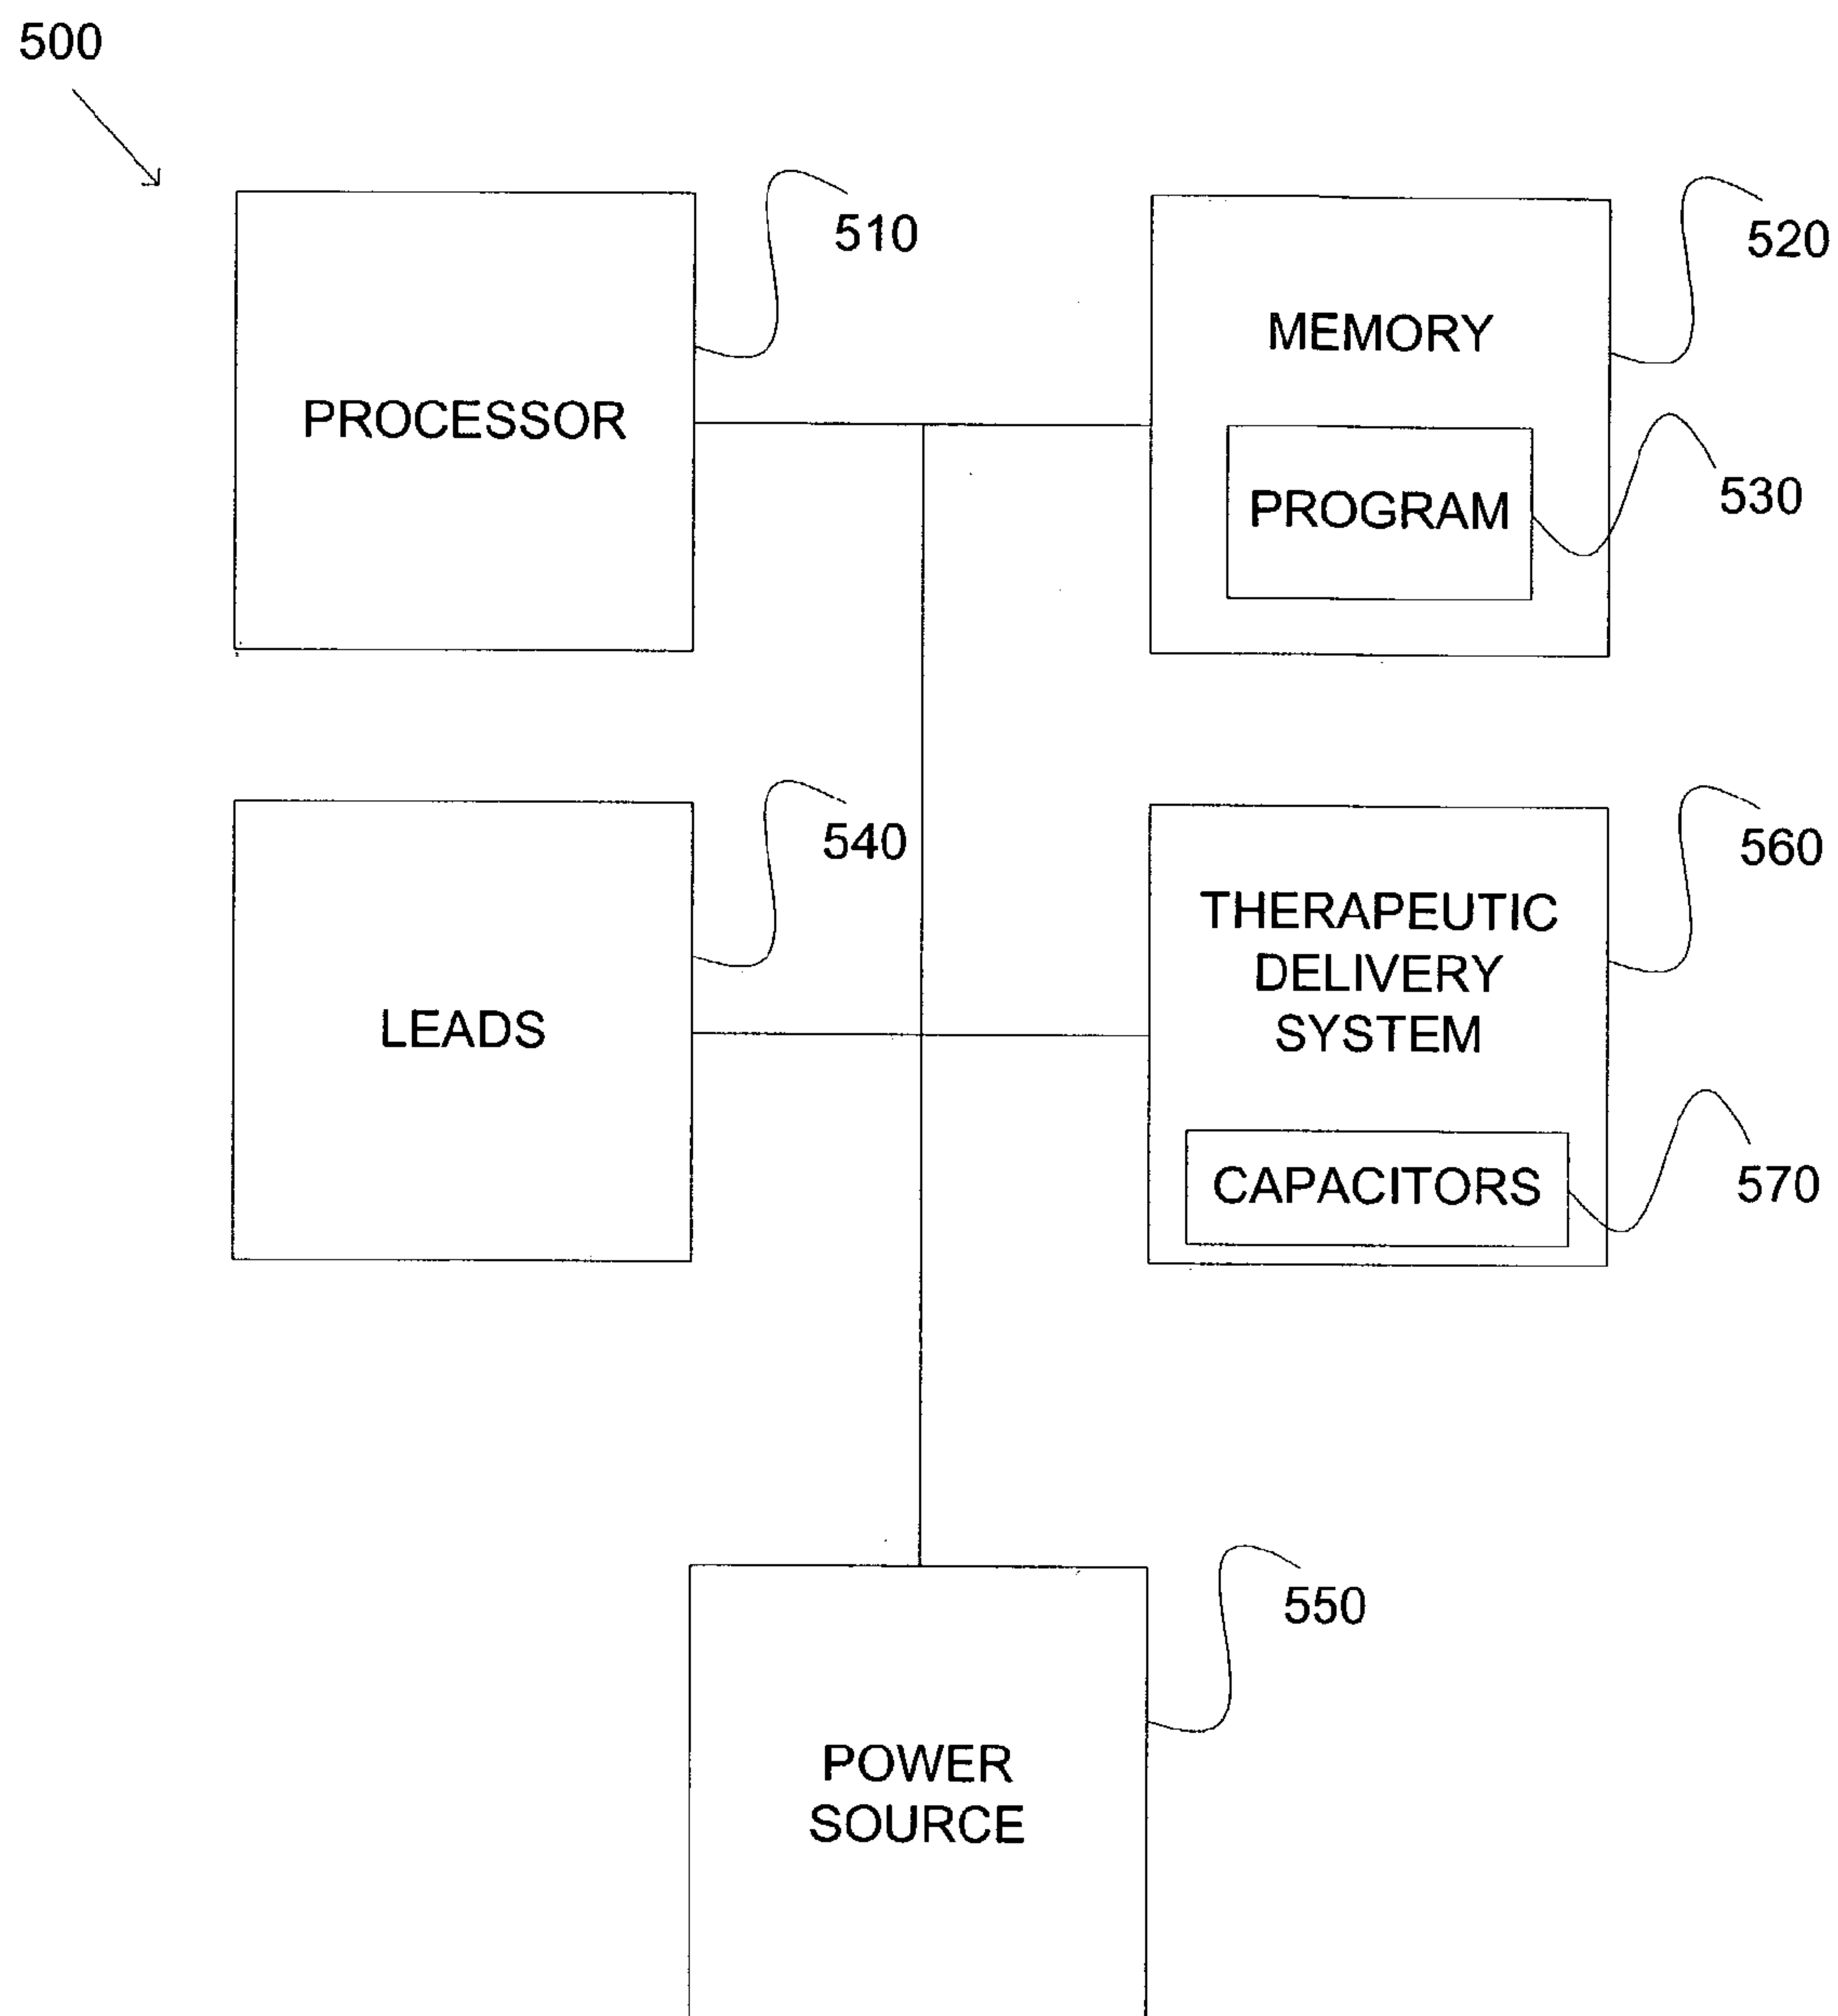 500
510
520
PROCESSOR
MEMORY
PROGRAM
530
540
560
LEADS
THERAPEUTIC
DELIVERY
SYSTEM
CAPACITORS
570
550
POWER
SOURCE